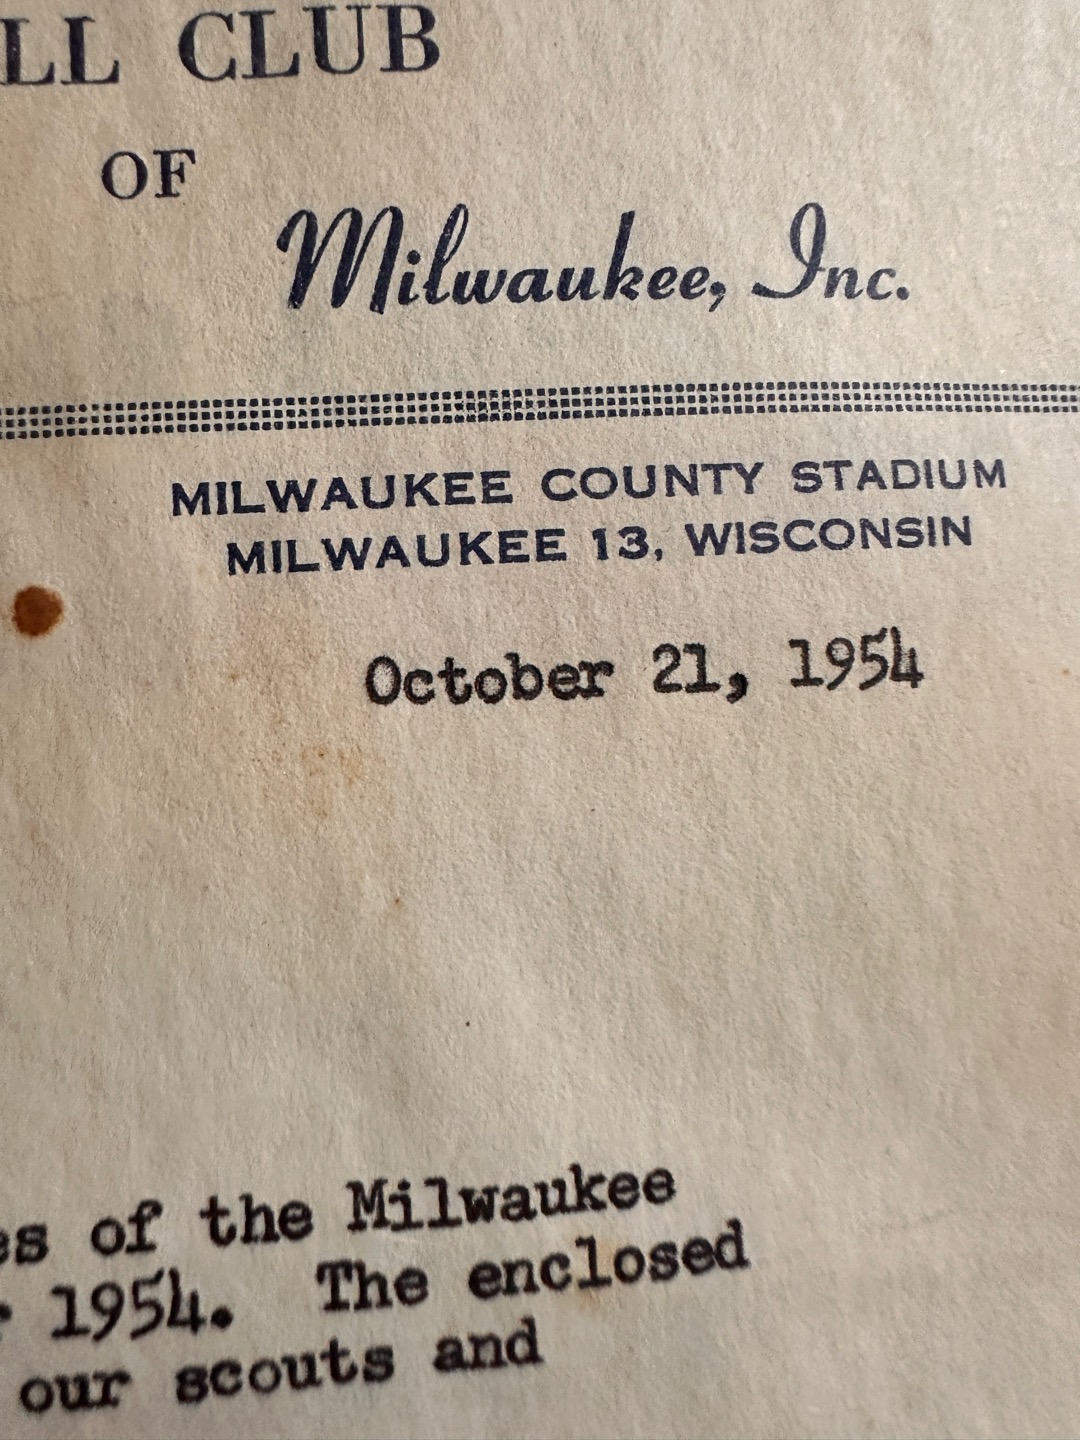 LL CLUB
OF
Milwaukee, Inc.
MILWAUKEE COUNTY STADIUM
MILWAUKEE 13, WISCONSIN
October 21, 1954
es of the Milwaukee
1954. The enclosed
our scouts and